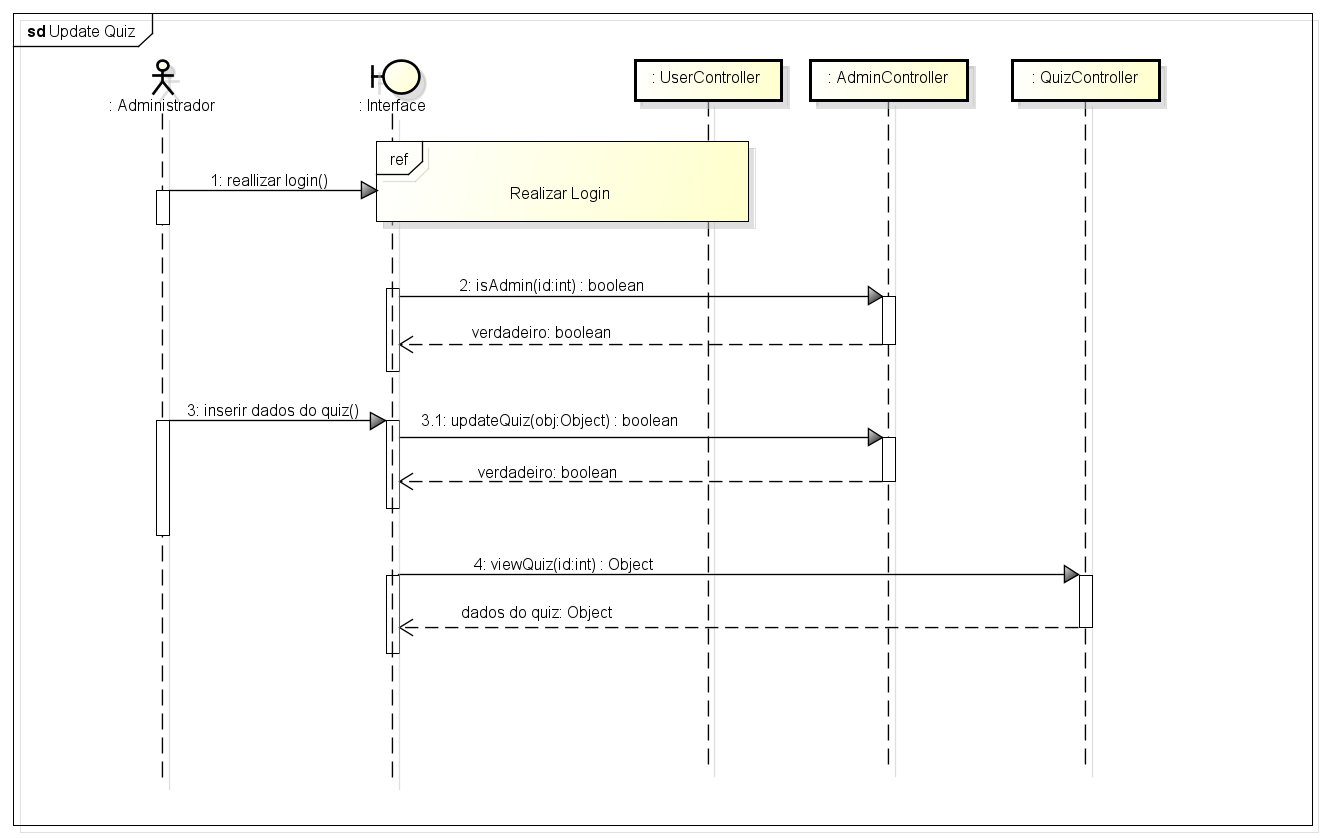 sd Update Quiz
: Administrador
: Interface
: UserController
: AdminController
: QuizController
ref
Realizar Login
1: reallizar login()
2: isAdmin(id:int) : boolean
verdadeiro: boolean
3: inserir dados do quiz()
3.1: updateQuiz(obj:Object) : boolean
verdadeiro: boolean
4: viewQuiz(id:int) : Object
dados do quiz: Object